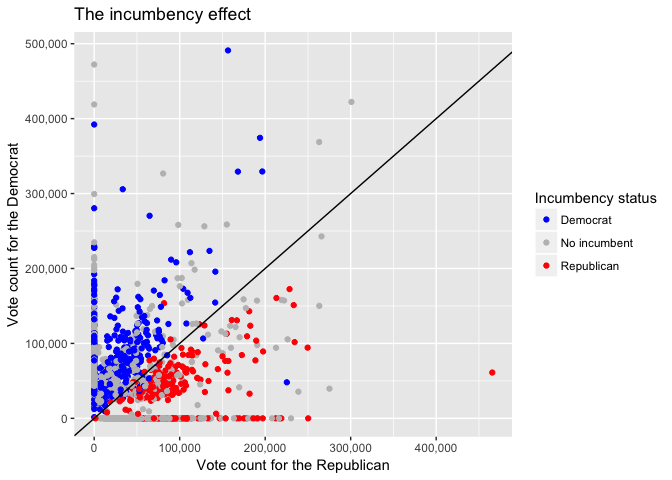 The incumbency effect
500,000
400,000
300,000
200,000
100,000
0
Vote count for the Democrat
0 100,000 200,000 300,000 400,000
Vote count for the Republican
Incumbency status
Democrat
No incumbent
Republican